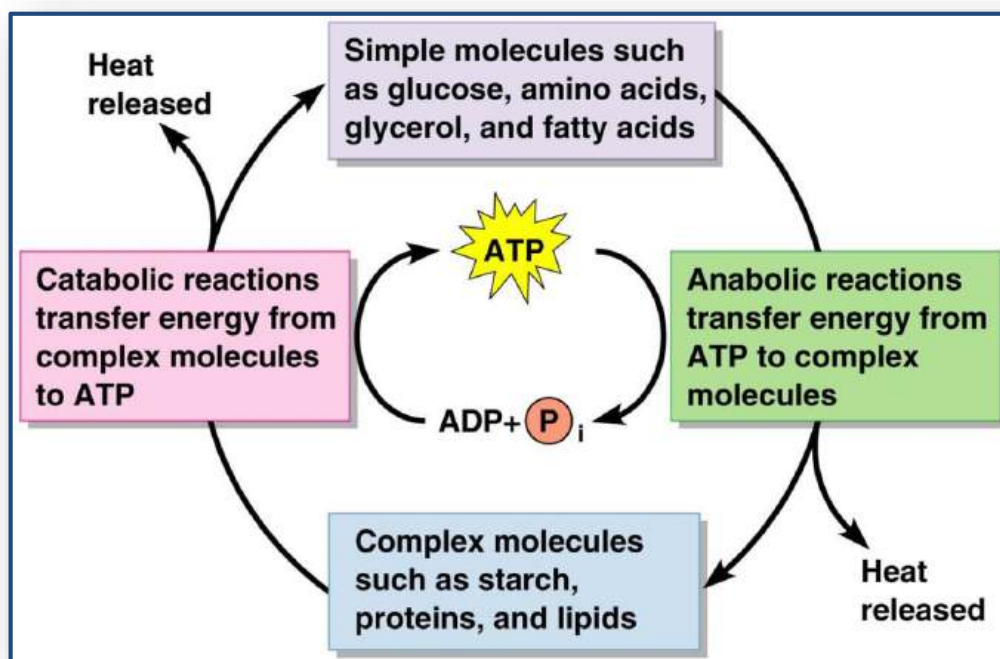 Heat
released
Simple molecules such
as glucose, amino acids,
glycerol, and fatty acids
ATP
Catabolic reactions
transfer energy from
complex molecules
to ATP
Anabolic reactions
transfer energy from
ATP to complex
molecules
ADP+ P i
Complex molecules
such as starch,
proteins, and lipids
Heat
released